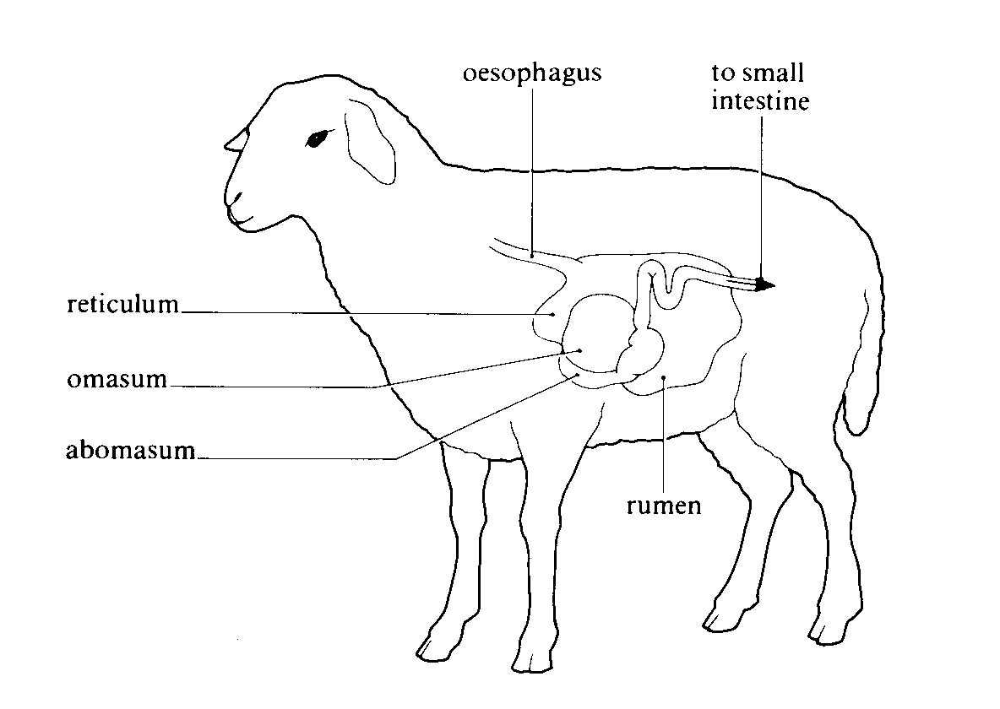 oesophagus
to small
intestine
reticulum
omasum
abomasum
rumen